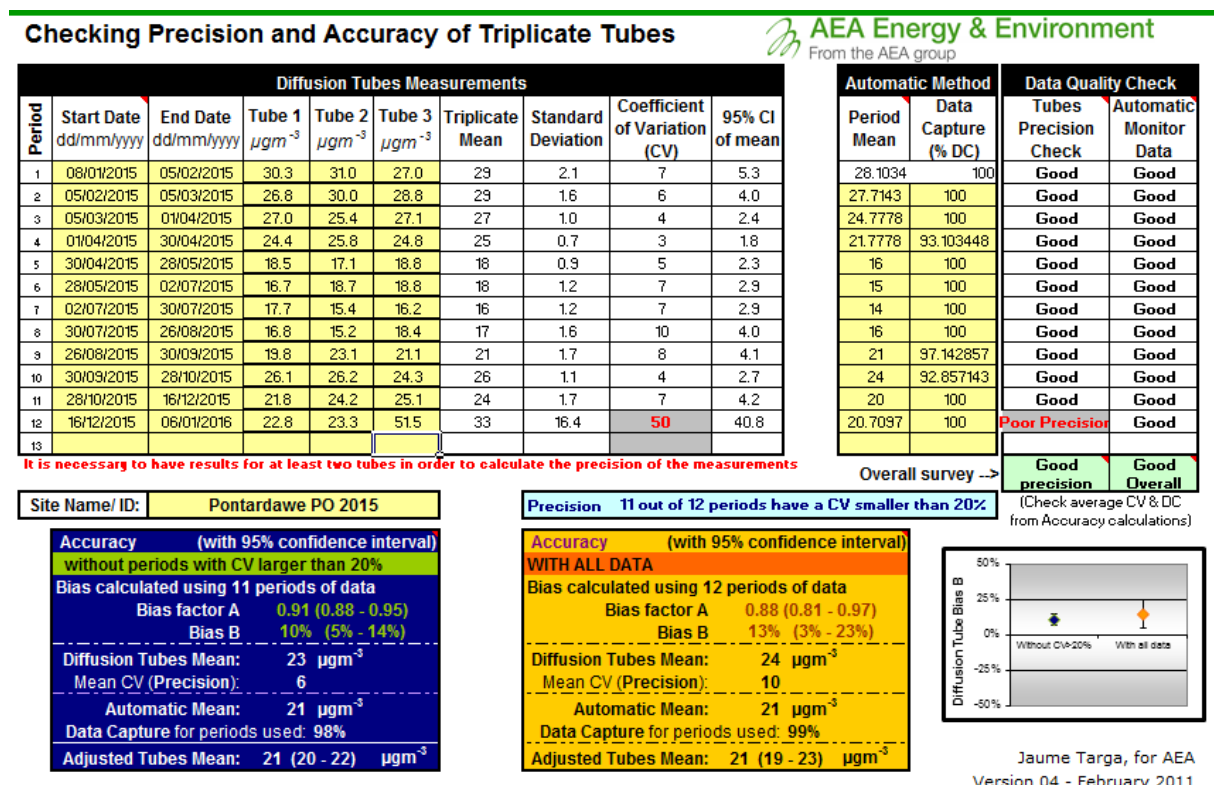 Checking Precision and Accuracy of Triplicate Tubes
AEA Energy & Environment
From the AEA group
Diffusion Tubes Measurements
Automatic Method
Data Quality Check
Period
Start Date dd/mm/yyyy
End Date dd/mm/yyyy
Tube 1 µgm-3
Tube 2 µgm-3
Tube 3 µgm-3
Triplicate Mean
Standard Deviation
Coefficient of Variation (CV)
95% CI of mean
Period Mean
Data Capture (% DC)
Tubes Precision Check
Automatic Monitor Data
1 08/01/2015 05/02/2015 30.3 31.0 27.0 29 2.1 7 5.3 28.1034 100 Good Good
2 05/02/2015 05/03/2015 26.8 30.0 28.8 29 1.6 6 4.0 27.7143 100 Good Good
3 05/03/2015 01/04/2015 27.0 25.4 27.1 27 1.0 4 2.4 24.7778 100 Good Good
4 01/04/2015 30/04/2015 24.4 25.8 24.8 25 0.7 3 1.8 21.7778 93.103448 Good Good
5 30/04/2015 28/05/2015 18.5 17.1 18.8 18 0.9 5 2.3 16 100 Good Good
6 28/05/2015 02/07/2015 16.7 18.7 18.8 18 1.2 7 2.9 15 100 Good Good
7 02/07/2015 30/07/2015 17.7 15.4 16.2 16 1.2 7 2.9 14 100 Good Good
8 30/07/2015 26/08/2015 16.8 15.2 18.4 17 1.6 10 4.0 16 100 Good Good
9 26/08/2015 30/09/2015 19.8 23.1 21.1 21 1.7 8 4.1 21 97.142857 Good Good
10 30/09/2015 28/10/2015 26.1 26.2 24.3 26 1.1 4 2.7 24 92.857143 Good Good
11 28/10/2015 16/12/2015 21.8 24.2 25.1 24 1.7 7 4.2 20 100 Good Good
12 16/12/2015 06/01/2016 22.8 23.3 51.5 33 16.4 50 40.8 20.7097 100 Poor Precision Good
13
It is necessary to have results for at least two tubes in order to calculate the precision of the measurements
Overall survey -->
Good precision
Good Overall
Site Name/ ID: Pontardawe PO 2015
Precision 11 out of 12 periods have a CV smaller than 20%
(Check average CV & DC
from Accuracy calculations)
Accuracy (with 95% confidence interval)
without periods with CV larger than 20%
Bias calculated using 11 periods of data
Bias factor A 0.91 (0.88 - 0.95)
Bias B 10% (5% - 14%)
Diffusion Tubes Mean: 23 µgm-3
Mean CV (Precision): 6
Automatic Mean: 21 µgm-3
Data Capture for periods used: 98%
Adjusted Tubes Mean: 21 (20 - 22) µgm-3
Accuracy (with 95% confidence interval)
WITH ALL DATA
Bias calculated using 12 periods of data
Bias factor A 0.88 (0.81 - 0.97)
Bias B 13% (3% - 23%)
Diffusion Tubes Mean: 24 µgm-3
Mean CV (Precision): 10
Automatic Mean: 21 µgm-3
Data Capture for periods used: 99%
Adjusted Tubes Mean: 21 (19 - 23) µgm-3
Diffusion Tube Bias B
50%
25%
0%
-25%
-50%
Without CV>20%
With all data
Jaume Targa, for AEA
Version 04 - February 2011